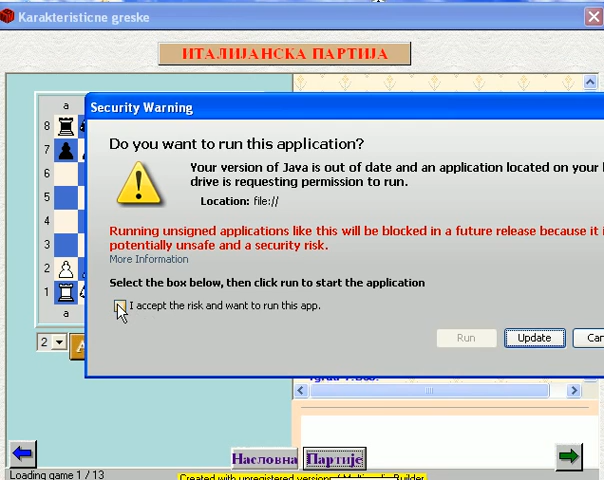 Karakteristicne greske
ИТАЛИЈАНСКА ПАРТИЈА
a
Security Warning
8
Do you want to run this application?
7
Your version of Java is out of date and an application located on your
6
drive is requesting permission to run.
5
Location: file://
4
Running unsigned applications like this will be blocked in a future release because it
3
potentially unsafe and a security risk.
More Information
2
Select the box below, then click run to start the application
1
I accept the risk and want to run this app.
a
2
Run
Update
Насловна
Партије
Loading game 1 / 13
Created with unregistered version